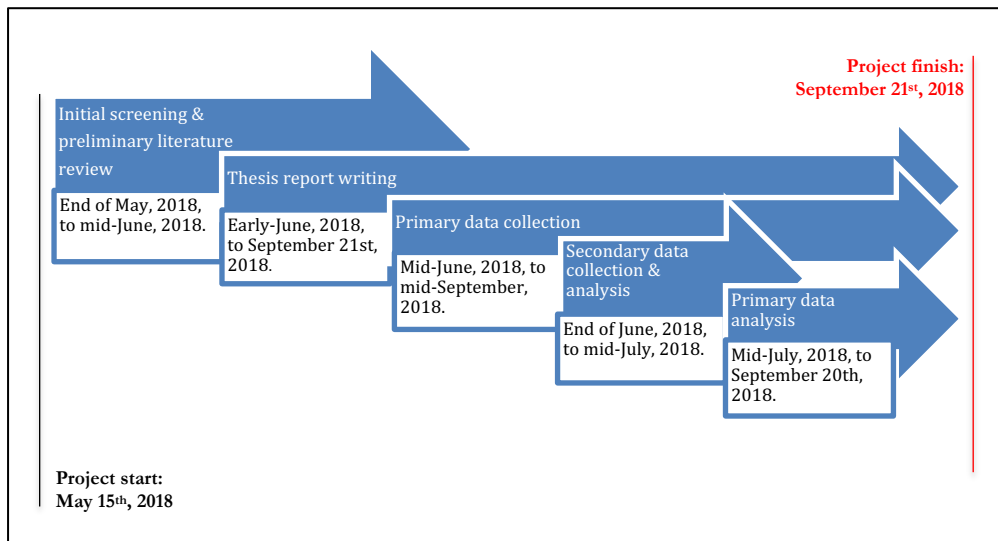 Project finish:
September 21st, 2018
Initial screening &
preliminary literature
review
End of May, 2018,
to mid-June, 2018.
Thesis report writing
Early-June, 2018,
to September 21st,
2018.
Primary data collection
Mid-June, 2018, to
mid-September,
2018.
Secondary data
collection &
analysis
End of June, 2018,
to mid-July, 2018.
Primary data
analysis
Mid-July, 2018, to
September 20th,
2018.
Project start:
May 15th, 2018